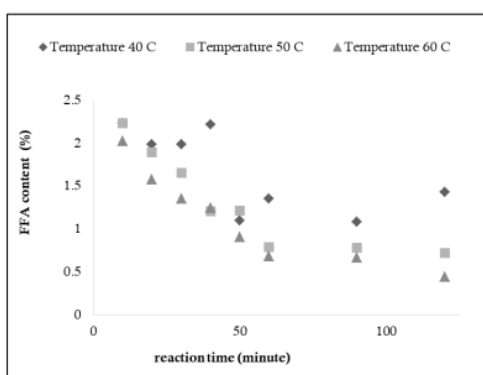 Temperature 40 C Temperature 50 C Temperature 60 C
2.5
2
1.5
1
0.5
0
FFA content (%)
0 50 100
reaction time (minute)